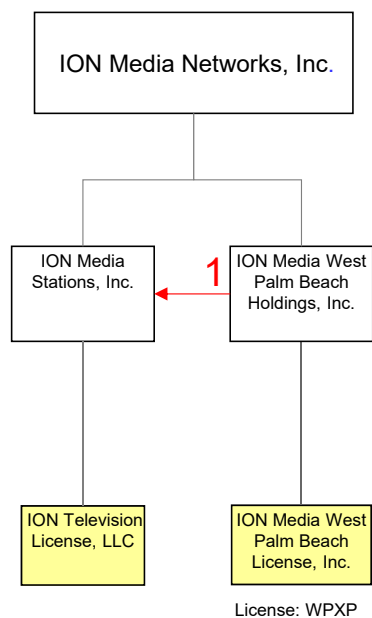 ION Media Networks, Inc.
ION Media
Stations, Inc.
1
ION Media West
Palm Beach
Holdings, Inc.
ION Television
License, LLC
ION Media West
Palm Beach
License, Inc.
License: WPXP